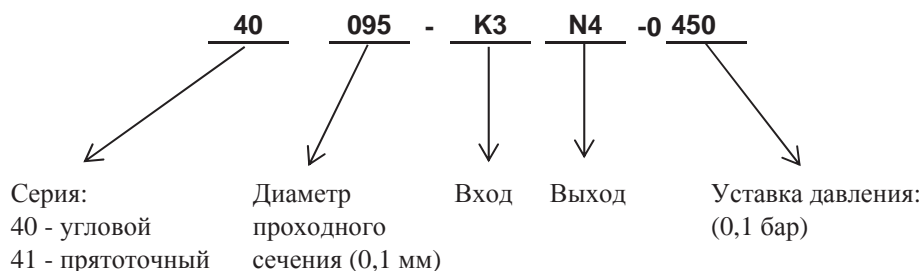 40 095 - K3 N4 -0 450
Серия: Диаметр Вход Выход Уставка давления:
40 - угловой проходного (0,1 бар)
41 - прятоточный сечения (0,1 мм)